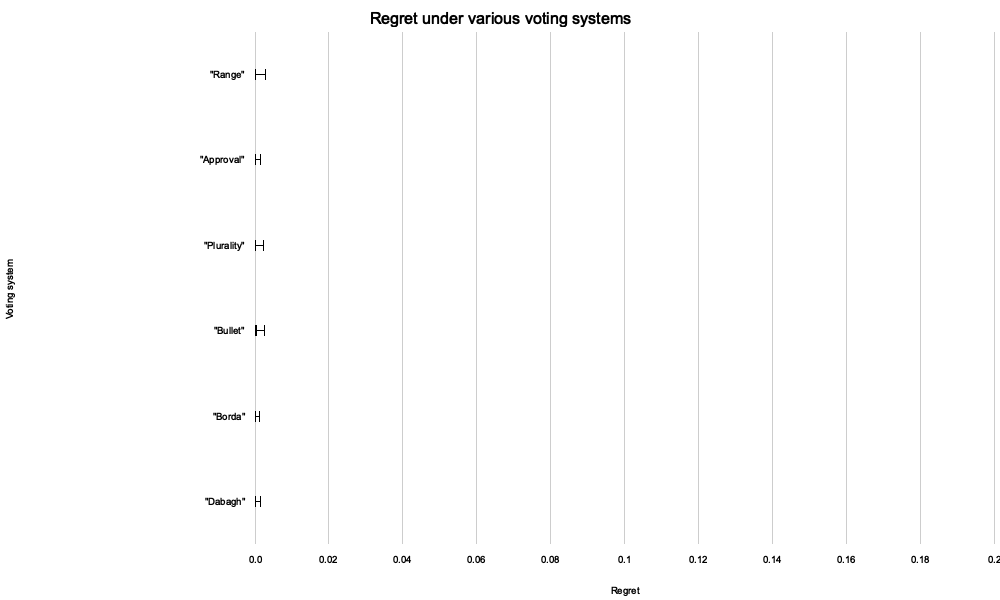 Regret under various voting systems
"Range"
"Approval"
"Plurality"
Voting system
"Bullet"
"Borda"
"Dabagh"
0.0 0.02 0.04 0.06 0.08 0.1 0.12 0.14 0.16 0.18 0.2
Regret